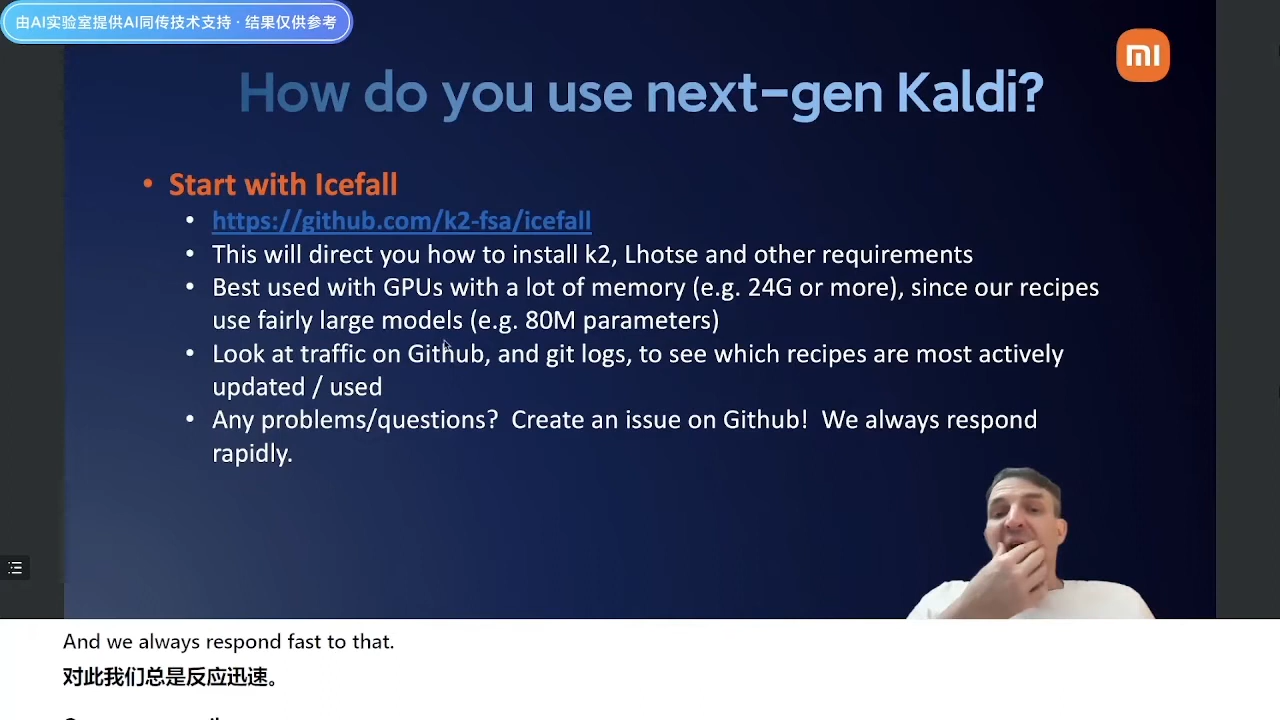 由AI实验室提供AI同传技术支持 · 结果仅供参考
How do you use next-gen Kaldi?
• Start with Icefall
• https://github.com/k2-fsa/icefall
• This will direct you how to install k2, Lhotse and other requirements
• Best used with GPUs with a lot of memory (e.g. 24G or more), since our recipes
use fairly large models (e.g. 80M parameters)
• Look at traffic on Github, and git logs, to see which recipes are most actively
updated / used
• Any problems/questions?  Create an issue on Github!  We always respond
rapidly.
And we always respond fast to that.
对此我们总是反应迅速。